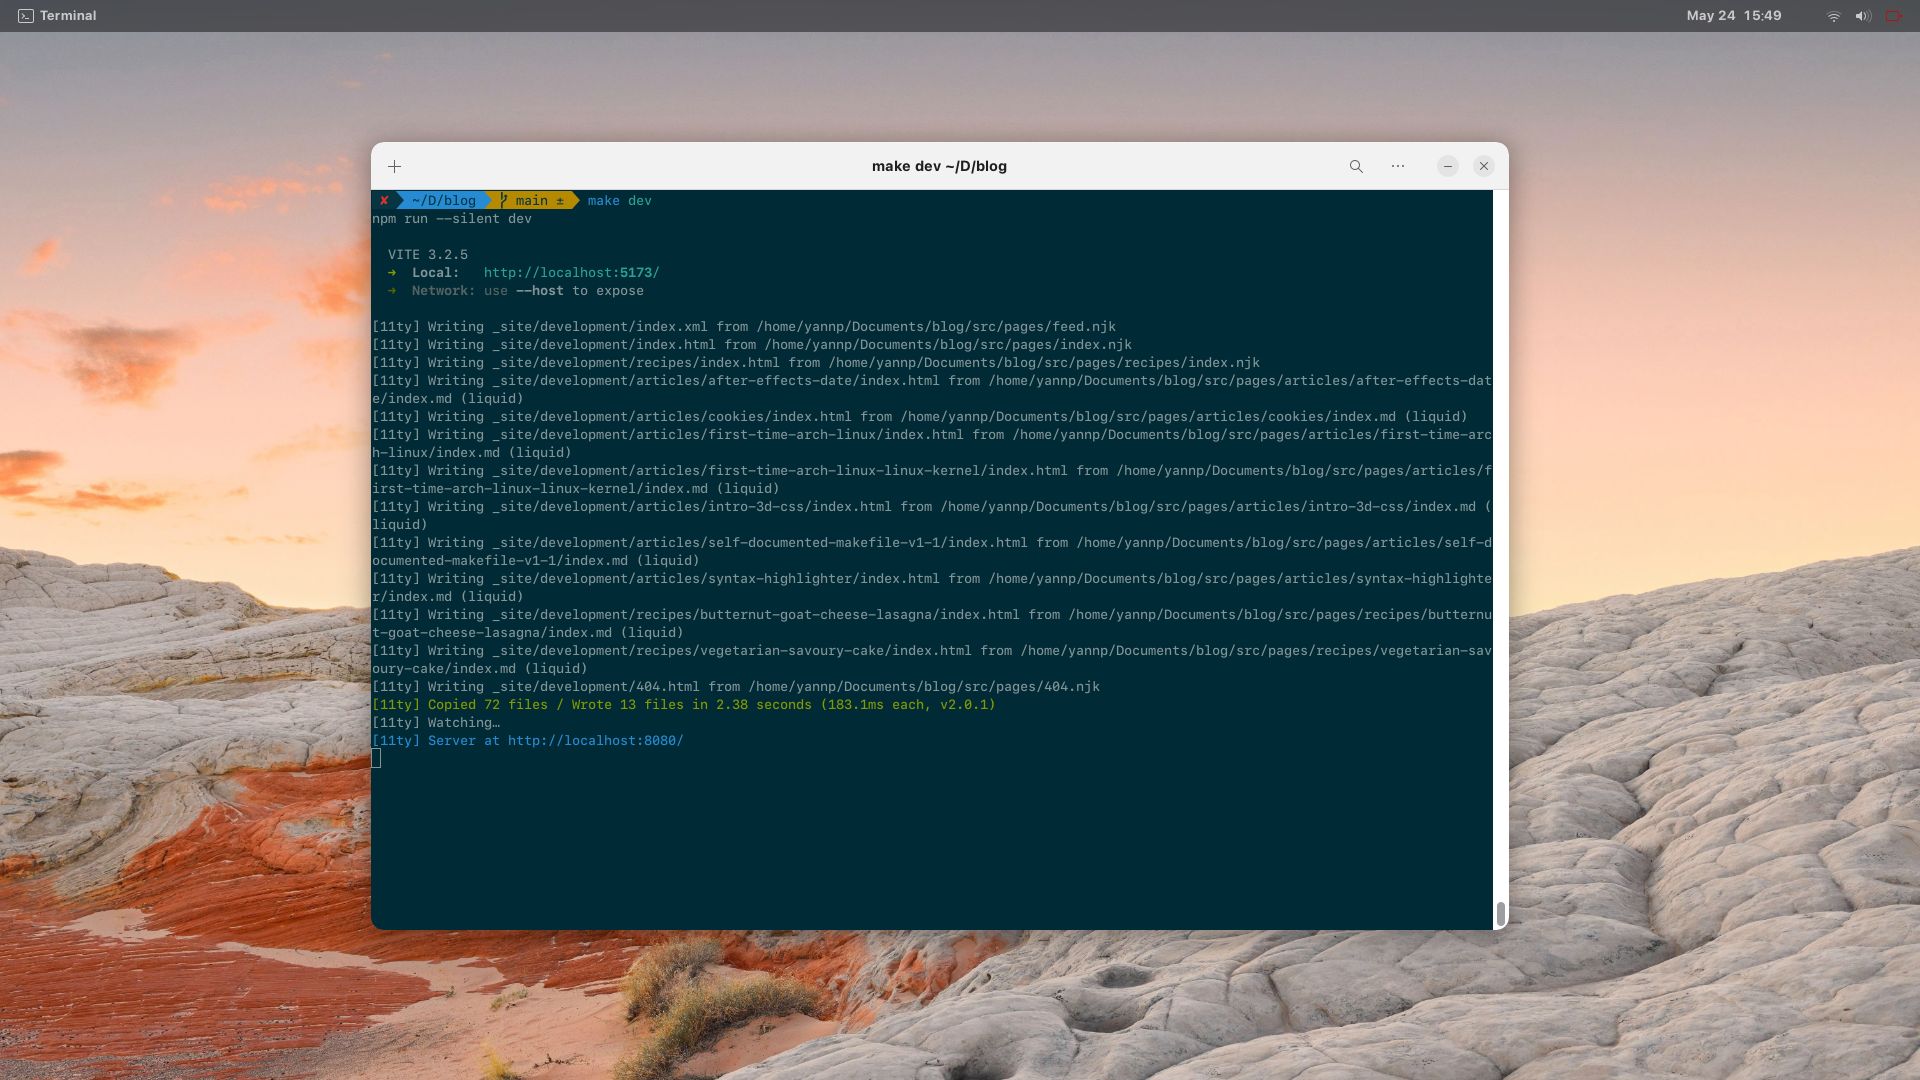 Terminal
May 24 15:49
make dev ~/D/blog
✘ ~/D/blog main ± make dev
npm run --silent dev
VITE 3.2.5
➜ Local: http://localhost:5173/
➜ Network: use --host to expose
[11ty] Writing _site/development/index.xml from /home/yannp/Documents/blog/src/pages/feed.njk
[11ty] Writing _site/development/index.html from /home/yannp/Documents/blog/src/pages/index.njk
[11ty] Writing _site/development/recipes/index.html from /home/yannp/Documents/blog/src/pages/recipes/index.njk
[11ty] Writing _site/development/articles/after-effects-date/index.html from /home/yannp/Documents/blog/src/pages/articles/after-effects-dat
e/index.md (liquid)
[11ty] Writing _site/development/articles/cookies/index.html from /home/yannp/Documents/blog/src/pages/articles/cookies/index.md (liquid)
[11ty] Writing _site/development/articles/first-time-arch-linux/index.html from /home/yannp/Documents/blog/src/pages/articles/first-time-arc
h-linux/index.md (liquid)
[11ty] Writing _site/development/articles/first-time-arch-linux-linux-kernel/index.html from /home/yannp/Documents/blog/src/pages/articles/f
irst-time-arch-linux-linux-kernel/index.md (liquid)
[11ty] Writing _site/development/articles/intro-3d-css/index.html from /home/yannp/Documents/blog/src/pages/articles/intro-3d-css/index.md (
liquid)
[11ty] Writing _site/development/articles/self-documented-makefile-v1-1/index.html from /home/yannp/Documents/blog/src/pages/articles/self-d
ocumented-makefile-v1-1/index.md (liquid)
[11ty] Writing _site/development/articles/syntax-highlighter/index.html from /home/yannp/Documents/blog/src/pages/articles/syntax-highlighte
r/index.md (liquid)
[11ty] Writing _site/development/recipes/butternut-goat-cheese-lasagna/index.html from /home/yannp/Documents/blog/src/pages/recipes/butternu
t-goat-cheese-lasagna/index.md (liquid)
[11ty] Writing _site/development/recipes/vegetarian-savoury-cake/index.html from /home/yannp/Documents/blog/src/pages/recipes/vegetarian-sav
oury-cake/index.md (liquid)
[11ty] Writing _site/development/404.html from /home/yannp/Documents/blog/src/pages/404.njk
[11ty] Copied 72 files / Wrote 13 files in 2.38 seconds (183.1ms each, v2.0.1)
[11ty] Watching…
[11ty] Server at http://localhost:8080/